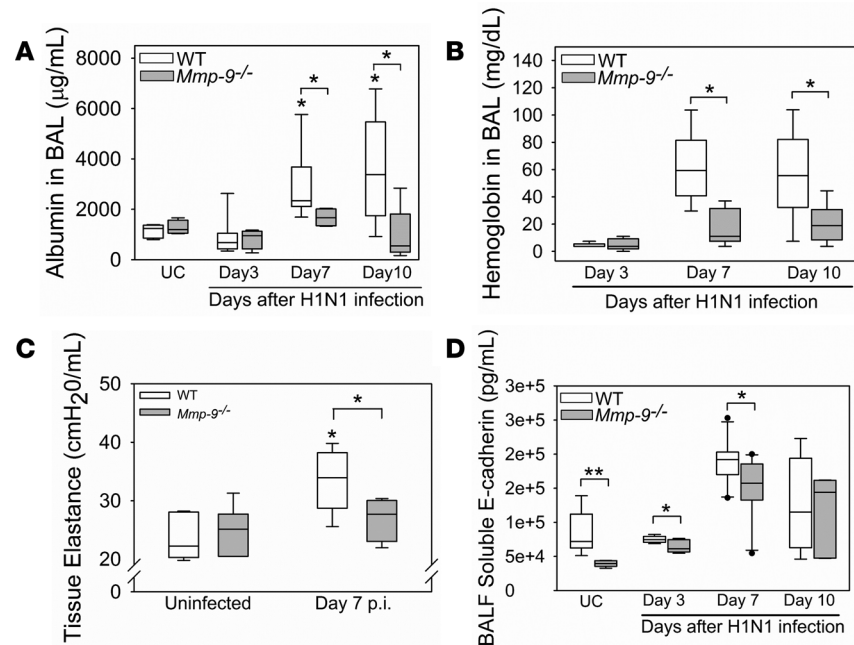 A
Albumin in BAL (µg/mL)
8000
6000
4000
2000
0
WT
Mmp-9-/-
*
*
*
*
UC
Day3
Day7
Day10
Days after H1N1 infection
B
Hemoglobin in BAL (mg/dL)
140
120
100
80
60
40
20
0
WT
Mmp-9-/-
*
*
Day 3
Day 7
Day 10
Days after H1N1 infection
C
Tissue Elastance (cmH20/mL)
50
40
30
20
0
WT
Mmp-9-/-
*
*
Uninfected
Day 7 p.i.
D
BALF Soluble E-cadherin (pg/mL)
3e+5
3e+5
2e+5
2e+5
1e+5
5e+4
0
WT
Mmp-9-/-
**
*
*
UC
Day 3
Day 7
Day 10
Days after H1N1 infection